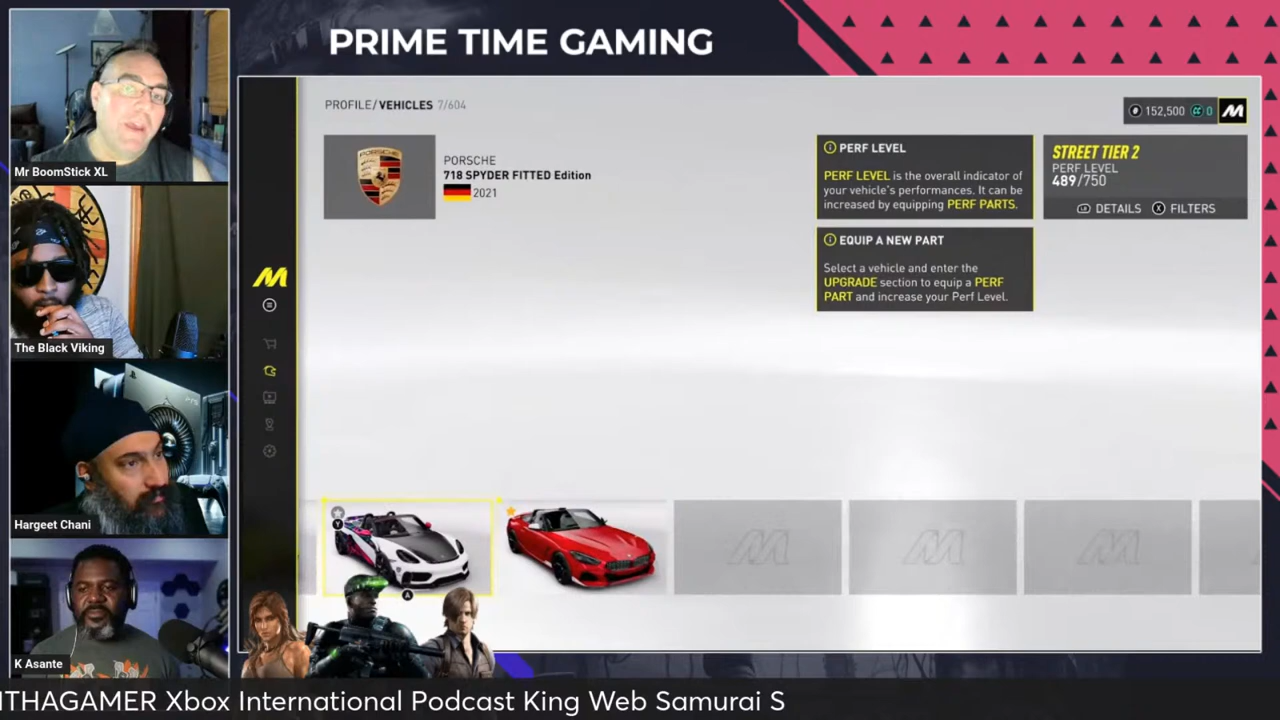 PRIME TIME GAMING
Mr BoomStick XL
The Black Viking
Hargeet Chani
K Asante
PROFILE/VEHICLES 7/604
152,500 0
PORSCHE
PORSCHE
718 SPYDER FITTED Edition
2021
PERF LEVEL
PERF LEVEL is the overall indicator of
your vehicle's performances. It can be
increased by equipping PERF PARTS.
EQUIP A NEW PART
Select a vehicle and enter the
UPGRADE section to equip a PERF
PART and increase your Perf Level.
STREET TIER 2
PERF LEVEL
489/750
DETAILS X FILTERS
Y
A
ITHAGAMER Xbox International Podcast King Web Samurai S